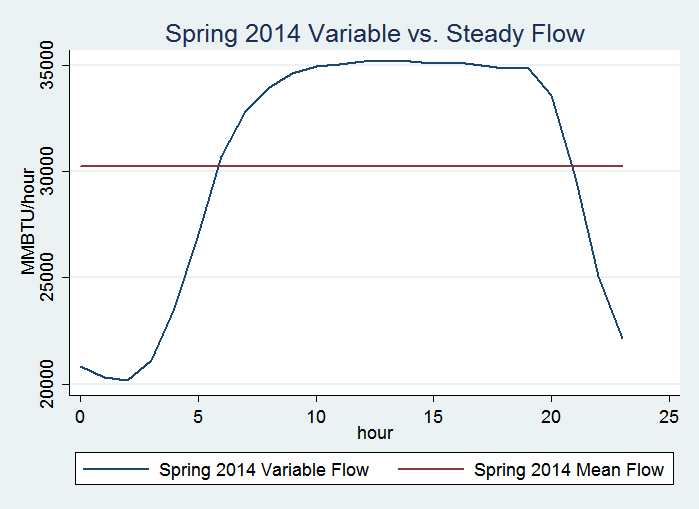 Spring 2014 Variable vs. Steady Flow
MMBTU/hour
35000
30000
25000
20000
0 5 10 15 20 25
hour
Spring 2014 Variable Flow Spring 2014 Mean Flow